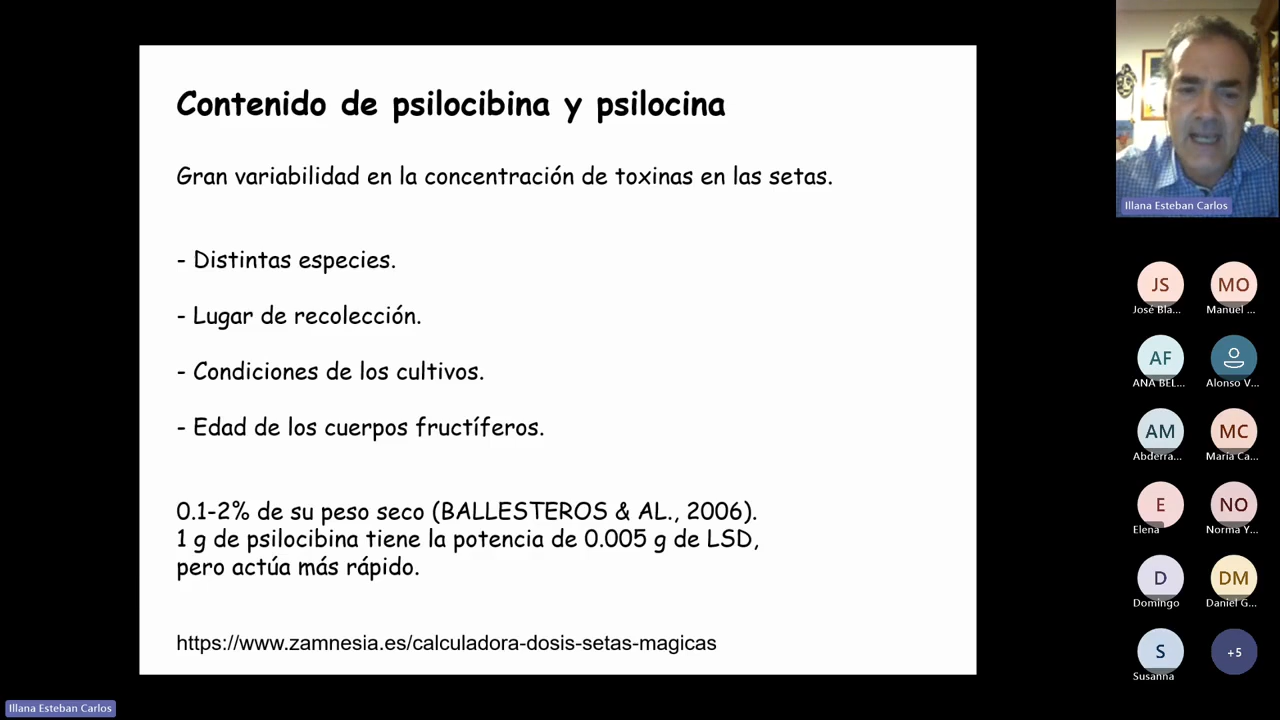 Contenido de psilocibina y psilocina
Gran variabilidad en la concentración de toxinas en las setas.
- Distintas especies.
- Lugar de recolección.
- Condiciones de los cultivos.
- Edad de los cuerpos fructíferos.
0.1-2% de su peso seco (BALLESTEROS & AL., 2006).
1 g de psilocibina tiene la potencia de 0.005 g de LSD,
pero actúa más rápido.
https://www.zamnesia.es/calculadora-dosis-setas-magicas
Illana Esteban Carlos
JS
José Bla...
MO
Manuel ...
AF
ANA BEL...
Alonso V...
AM
Abderra...
MC
María Ca...
E
Elena
NO
Norma Y...
D
Domingo
DM
Daniel G...
S
Susanna
+5
Illana Esteban Carlos